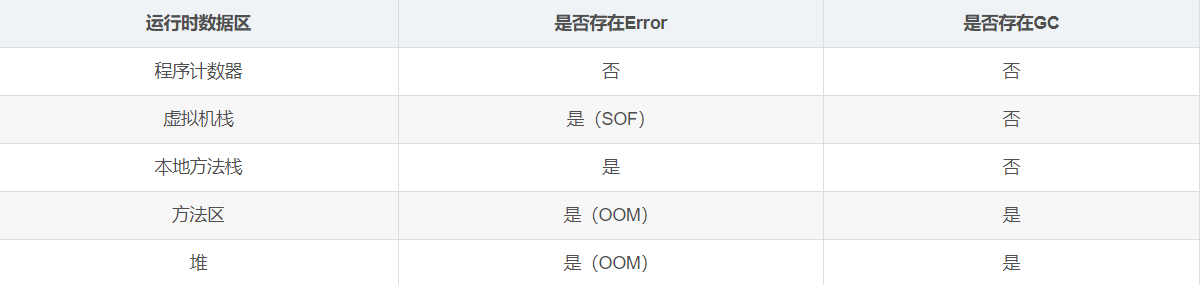 运行时数据区 是否存在Error 是否存在GC
程序计数器 否 否
虚拟机栈 是（SOF） 否
本地方法栈 是 否
方法区 是（OOM） 是
堆 是（OOM） 是